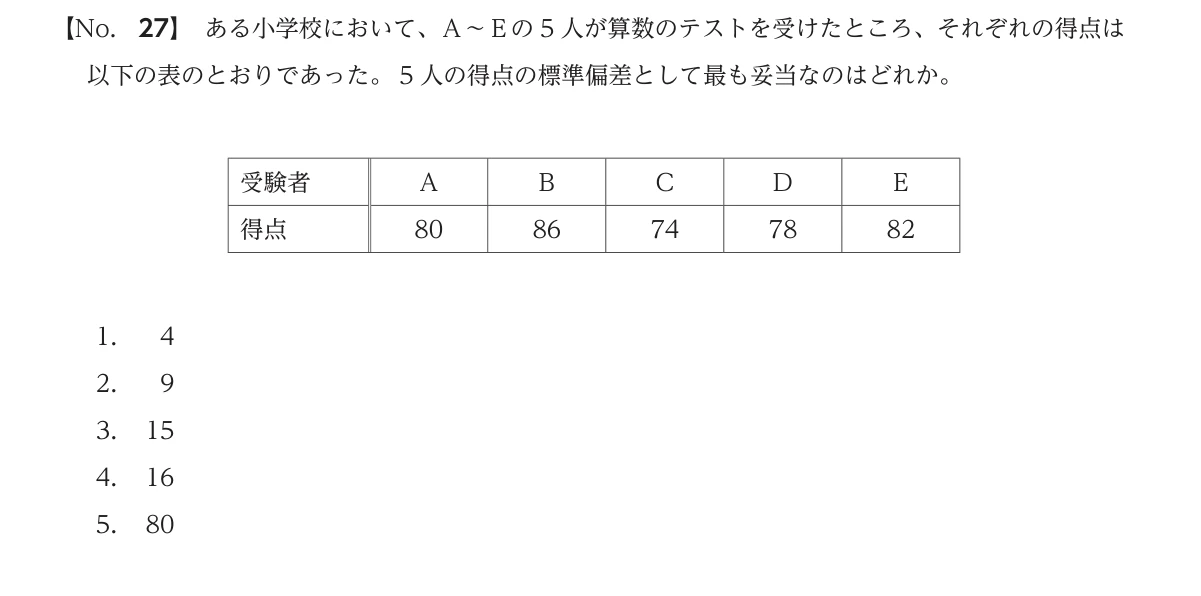 【No. 27】 ある小学校において、A～Eの5人が算数のテストを受けたところ、それぞれの得点は
以下の表のとおりであった。5人の得点の標準偏差として最も妥当なのはどれか。
受験者 A B C D E
得点 80 86 74 78 82
1. 4
2. 9
3. 15
4. 16
5. 80